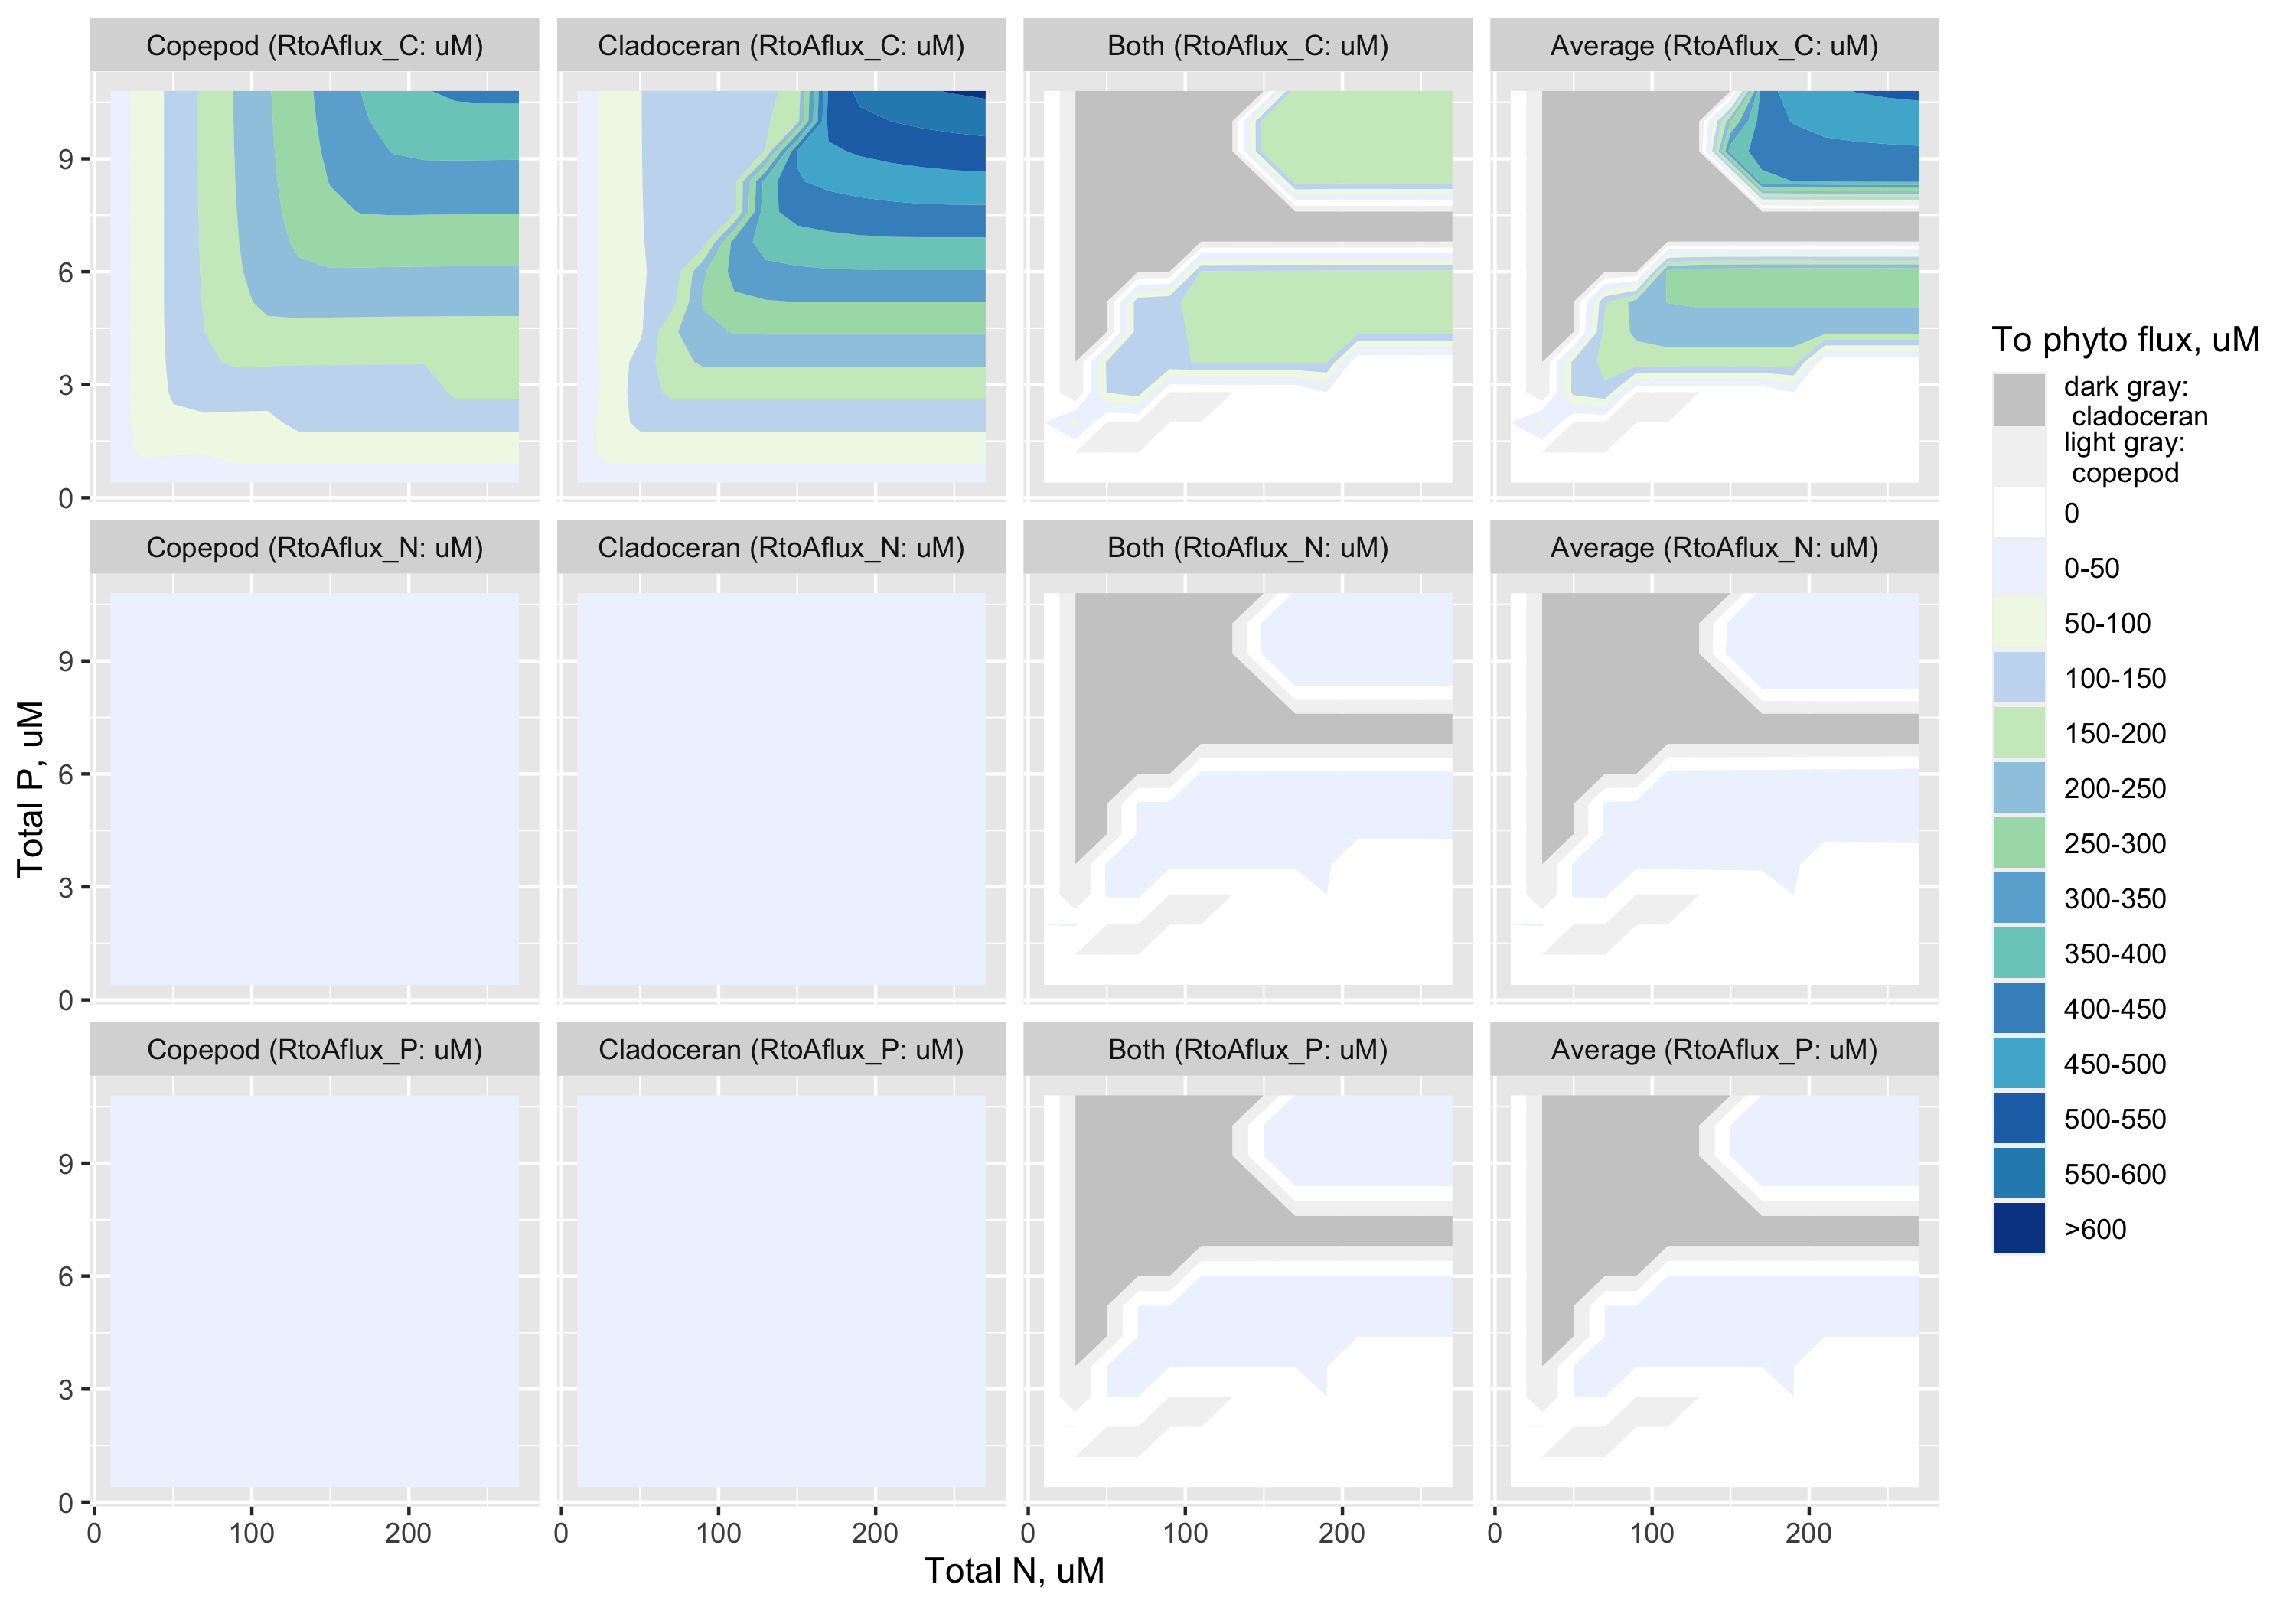 Copepod (RtoAflux_C: uM)
Cladoceran (RtoAflux_C: uM)
Both (RtoAflux_C: uM)
Average (RtoAflux_C: uM)
9
6
3
0
Copepod (RtoAflux_N: uM)
Cladoceran (RtoAflux_N: uM)
Both (RtoAflux_N: uM)
Average (RtoAflux_N: uM)
9
6
3
0
Copepod (RtoAflux_P: uM)
Cladoceran (RtoAflux_P: uM)
Both (RtoAflux_P: uM)
Average (RtoAflux_P: uM)
9
6
3
0
0 100 200
0 100 200
0 100 200
0 100 200
Total N, uM
Total P, uM
To phyto flux, uM
dark gray:
cladoceran
light gray:
copepod
0
0-50
50-100
100-150
150-200
200-250
250-300
300-350
350-400
400-450
450-500
500-550
550-600
>600